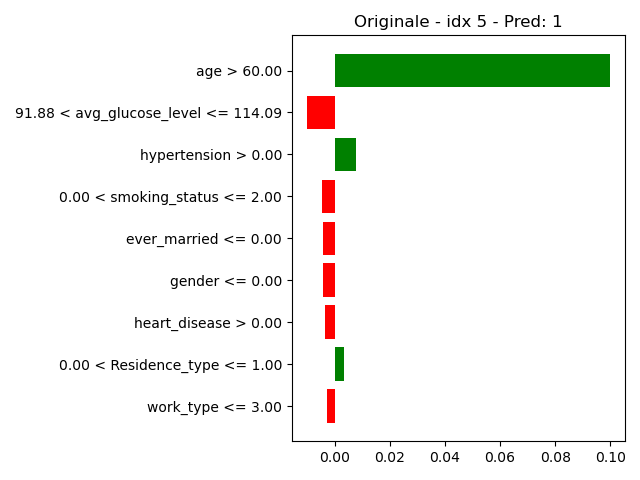 Originale - idx 5 - Pred: 1
age > 60.00
91.88 < avg_glucose_level <= 114.09
hypertension > 0.00
0.00 < smoking_status <= 2.00
ever_married <= 0.00
gender <= 0.00
heart_disease > 0.00
0.00 < Residence_type <= 1.00
work_type <= 3.00
0.00 0.02 0.04 0.06 0.08 0.10